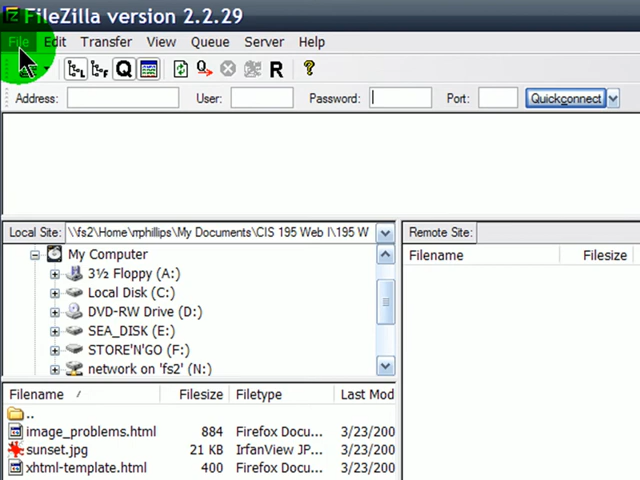 FileZilla version 2.2.29
File Edit Transfer View Queue Server Help
Address: User: Password: Port: Quickconnect
Local Site: \\fs2\Home\rrphillips\My Documents\CIS 195 Web I\195 W Remote Site:
My Computer
3½ Floppy (A:)
Local Disk (C:)
DVD-RW Drive (D:)
SEA_DISK (E:)
STORE'N'GO (F:)
network on 'fs2' (N:)
Filename Filesize
Filename / Filesize Filetype Last Mod
..
image_problems.html 884 Firefox Docu... 3/23/200
sunset.jpg 21 KB IrfanView JP... 3/23/200
xhtml-template.html 400 Firefox Docu... 3/23/200